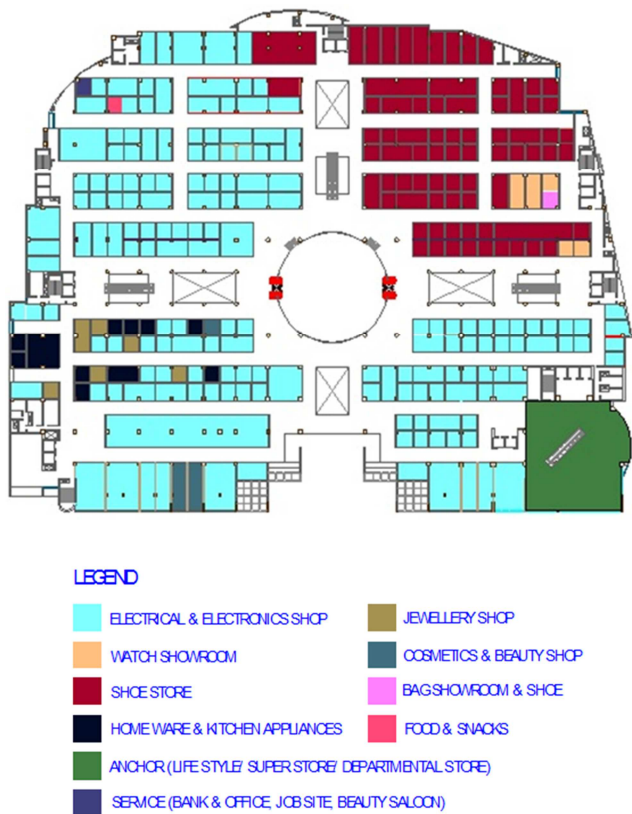 LEGEND
ELECTRICAL & ELECTRONICS SHOP
JEWELLERY SHOP
WATCH SHOWROOM
COSMETICS & BEAUTY SHOP
SHOE STORE
BAG SHOWROOM & SHOE
HOME WARE & KITCHEN APPLIANCES
FOOD & SNACKS
ANCHOR (LIFE STYLE/ SUPER STORE/ DEPARTMENTAL STORE)
SERVICE (BANK & OFFICE, JOB SITE, BEAUTY SALOON)